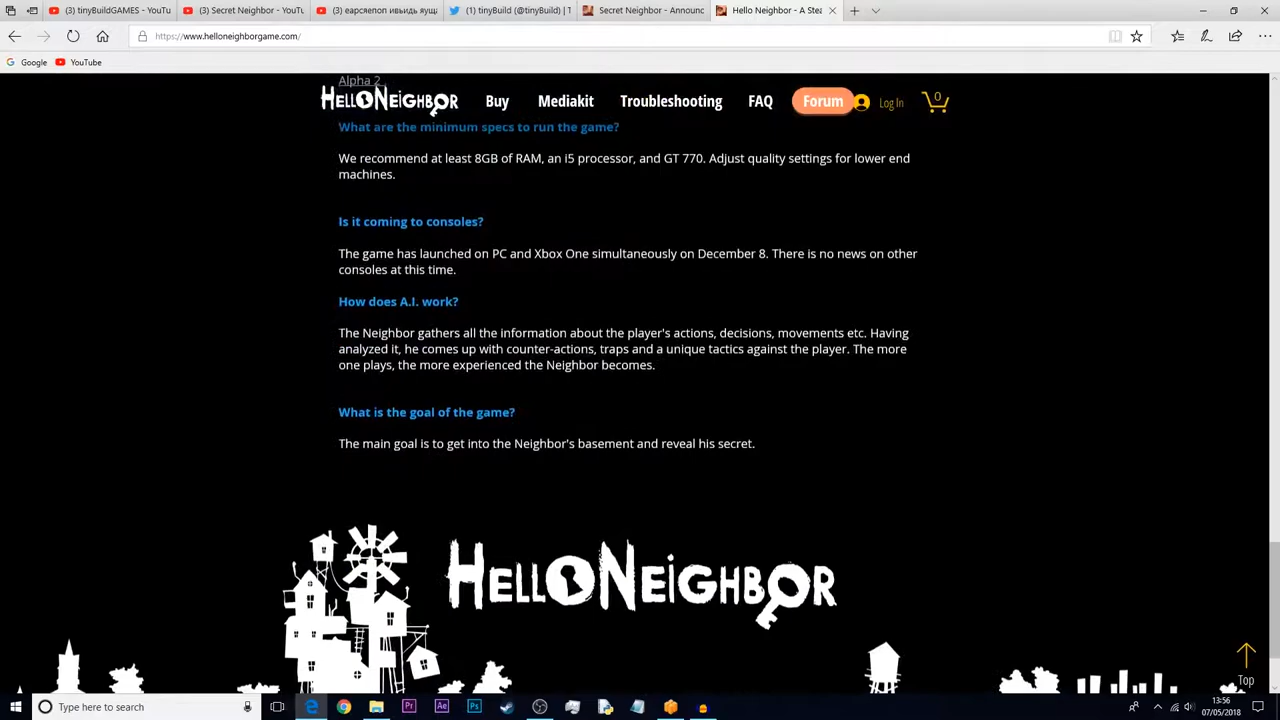 (3) tinyBuildGAMES - YouTu
(3) Secret Neighbor - YouTu
(3) еарсялеоп ивьидь яуща
(1) tinyBuild (@tinyBuild) | T
Secret Neighbor - Announc
Hello Neighbor - A Stea
https://www.helloneighborgame.com/
Google
YouTube
Alpha 2
HELLO NEIGHBOR
Buy
Mediakit
Troubleshooting
FAQ
Forum
Log In
0
What are the minimum specs to run the game?
We recommend at least 8GB of RAM, an i5 processor, and GT 770. Adjust quality settings for lower end
machines.
Is it coming to consoles?
The game has launched on PC and Xbox One simultaneously on December 8. There is no news on other
consoles at this time.
How does A.I. work?
The Neighbor gathers all the information about the player's actions, decisions, movements etc. Having
analyzed it, he comes up with counter-actions, traps and a unique tactics against the player. The more
one plays, the more experienced the Neighbor becomes.
What is the goal of the game?
The main goal is to get into the Neighbor's basement and reveal his secret.
HELLO NEIGHBOR
Top
Type here to search
Pr
Ae
Ps
13:56
07/05/2018